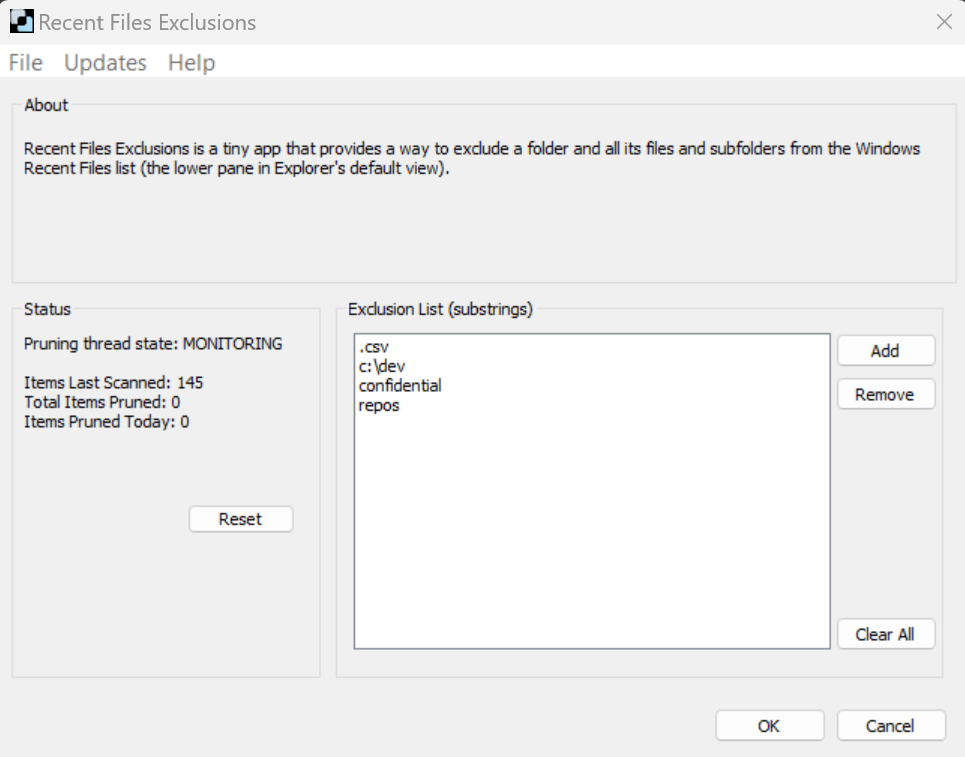 Recent Files Exclusions
File Updates Help
About
Recent Files Exclusions is a tiny app that provides a way to exclude a folder and all its files and subfolders from the Windows
Recent Files list (the lower pane in Explorer's default view).
Status
Pruning thread state: MONITORING
Items Last Scanned: 145
Total Items Pruned: 0
Items Pruned Today: 0
Reset
Exclusion List (substrings)
.csv
c:\dev
confidential
repos
Add
Remove
Clear All
OK
Cancel